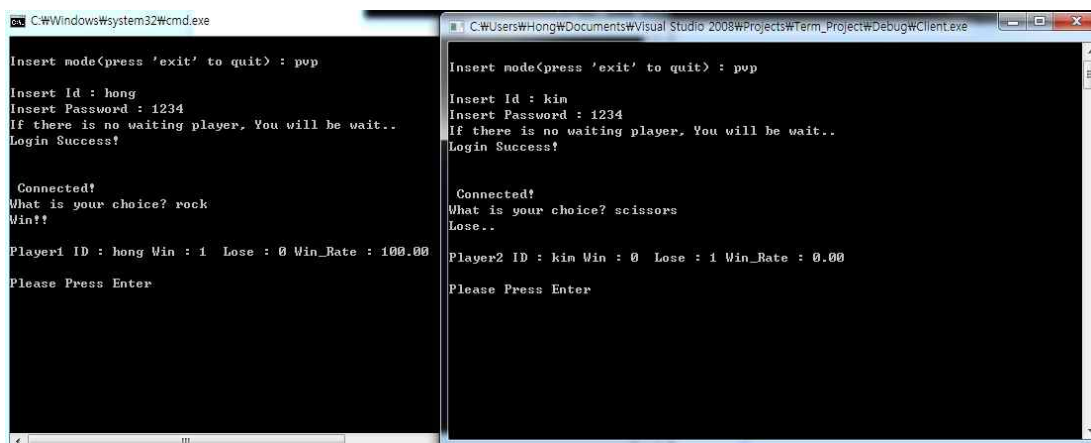 C:₩Windows₩system32₩cmd.exe
Insert mode(press 'exit' to quit) : pvp
Insert Id : hong
Insert Password : 1234
If there is no waiting player, You will be wait..
Login Success!
Connected!
What is your choice? rock
Win!!
Player1 ID : hong Win : 1  Lose : 0 Win_Rate : 100.00
Please Press Enter
C:₩Users₩Hong₩Documents₩Visual Studio 2008₩Projects₩Term_Project₩Debug₩Client.exe
Insert mode(press 'exit' to quit) : pvp
Insert Id : kim
Insert Password : 1234
If there is no waiting player, You will be wait..
Login Success!
Connected!
What is your choice? scissors
Lose..
Player2 ID : kim Win : 0  Lose : 1 Win_Rate : 0.00
Please Press Enter